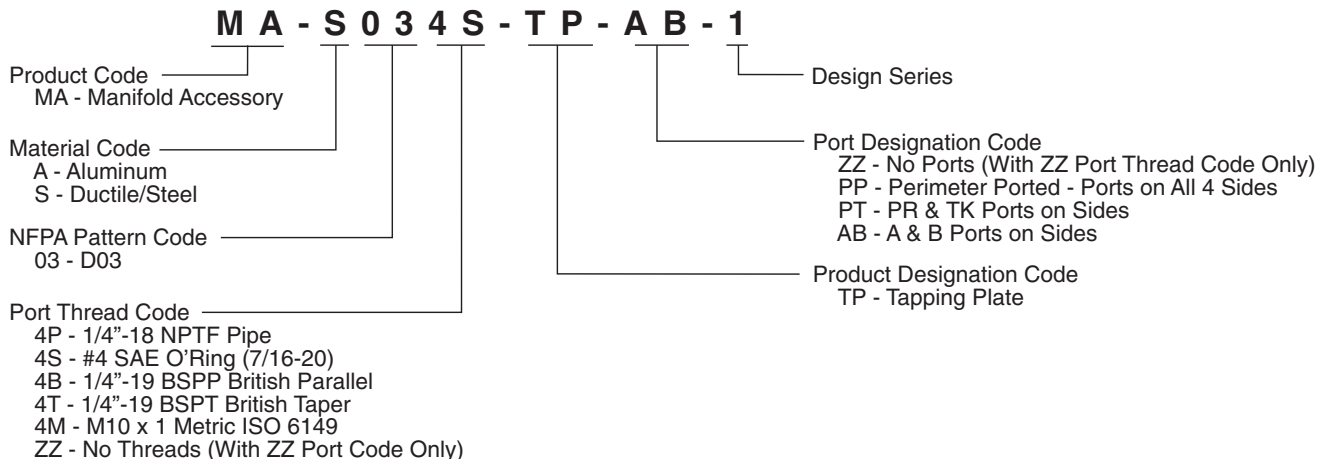 MA-S034S-TP-AB-1
Product Code
MA - Manifold Accessory
Material Code
A - Aluminum
S - Ductile/Steel
NFPA Pattern Code
03 - D03
Port Thread Code
4P - 1/4”-18 NPTF Pipe
4S - #4 SAE O’Ring (7/16-20)
4B - 1/4”-19 BSPP British Parallel
4T - 1/4”-19 BSPT British Taper
4M - M10 x 1 Metric ISO 6149
ZZ - No Threads (With ZZ Port Code Only)
Design Series
Port Designation Code
ZZ - No Ports (With ZZ Port Thread Code Only)
PP - Perimeter Ported - Ports on All 4 Sides
PT - PR & TK Ports on Sides
AB - A & B Ports on Sides
Product Designation Code
TP - Tapping Plate